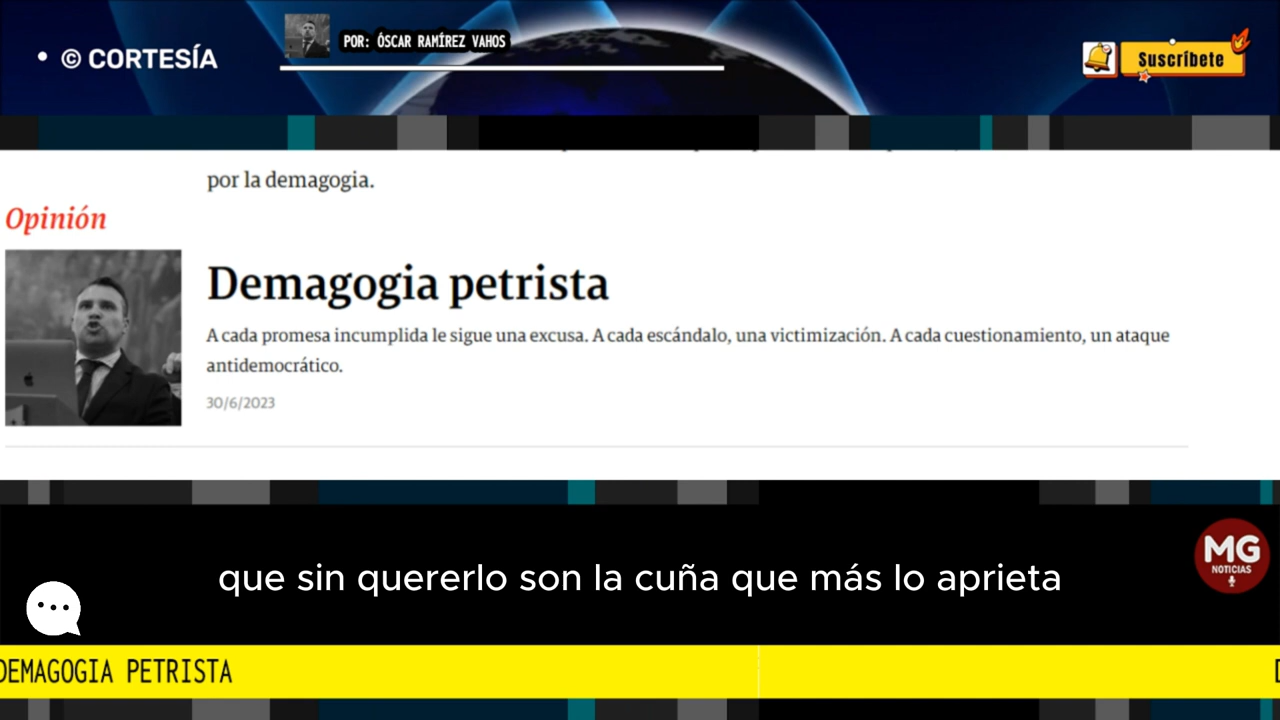 • © CORTESÍA
POR: ÓSCAR RAMÍREZ VAHOS
Suscríbete
por la demagogia.
Opinión
Demagogia petrista
A cada promesa incumplida le sigue una excusa. A cada escándalo, una victimización. A cada cuestionamiento, un ataque
antidemocrático.
30/6/2023
que sin quererlo son la cuña que más lo aprieta
MG
NOTICIAS
DEMAGOGIA PETRISTA